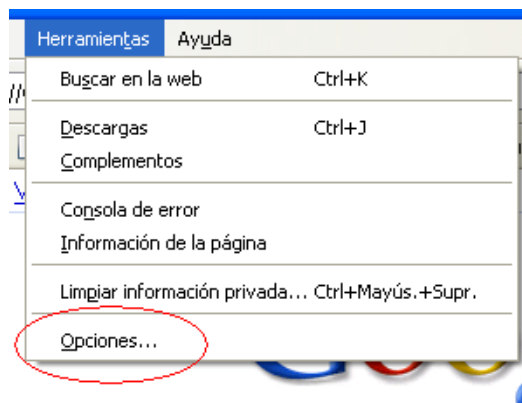 Herramientas Ayuda
Buscar en la web Ctrl+K
Descargas Ctrl+J
Complementos
Consola de error
Información de la página
Limpiar información privada... Ctrl+Mayús.+Supr.
Opciones...